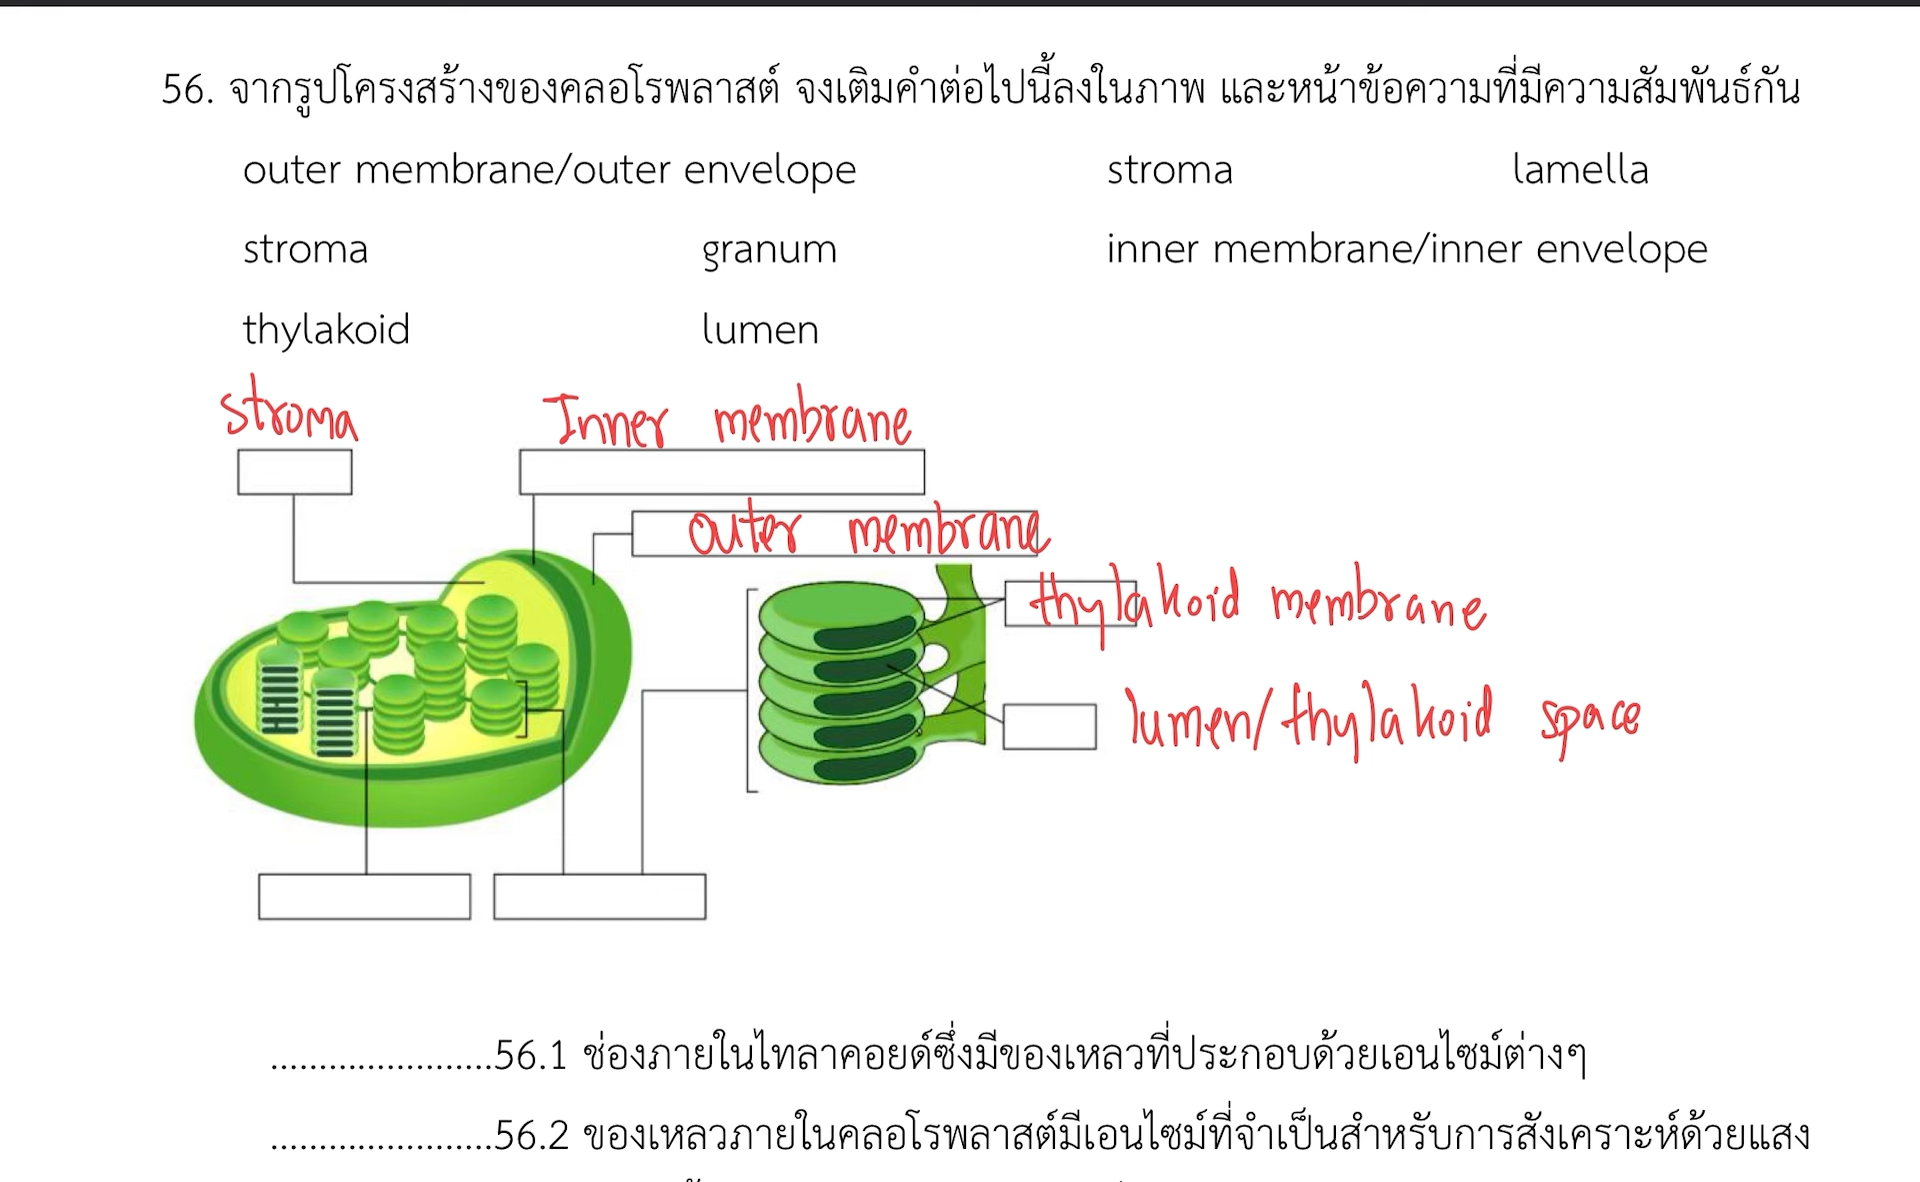 56. จากรูปโครงสร้างของคลอโรพลาสต์ จงเติมคำต่อไปนี้ลงในภาพ และหน้าข้อความที่มีความสัมพันธ์กัน
outer membrane/outer envelope stroma lamella
stroma granum inner membrane/inner envelope
thylakoid lumen
stroma Inner membrane
outer membrane
thylakoid membrane
lumen/thylakoid space
.......................56.1 ช่องภายในไทลาคอยด์ซึ่งมีของเหลวที่ประกอบด้วยเอนไซม์ต่างๆ
.......................56.2 ของเหลวภายในคลอโรพลาสต์มีเอนไซม์ที่จำเป็นสำหรับการสังเคราะห์ด้วยแสง